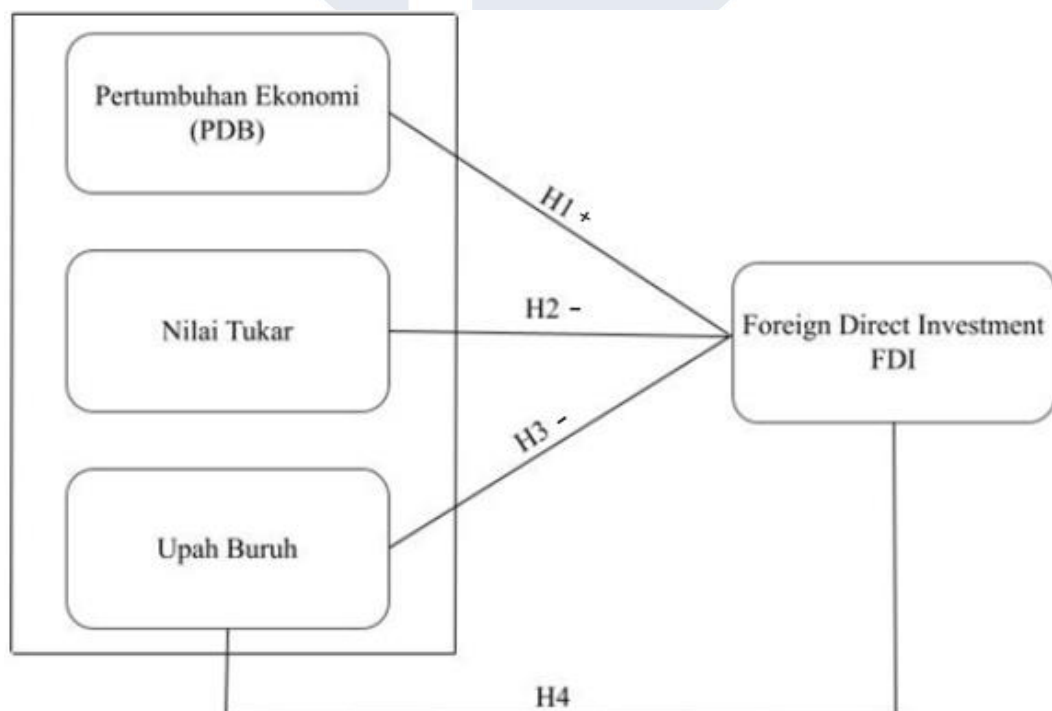 Pertumbuhan Ekonomi
(PDB)
H1 +
Nilai Tukar
H2 -
Foreign Direct Investment
FDI
H3 -
Upah Buruh
H4